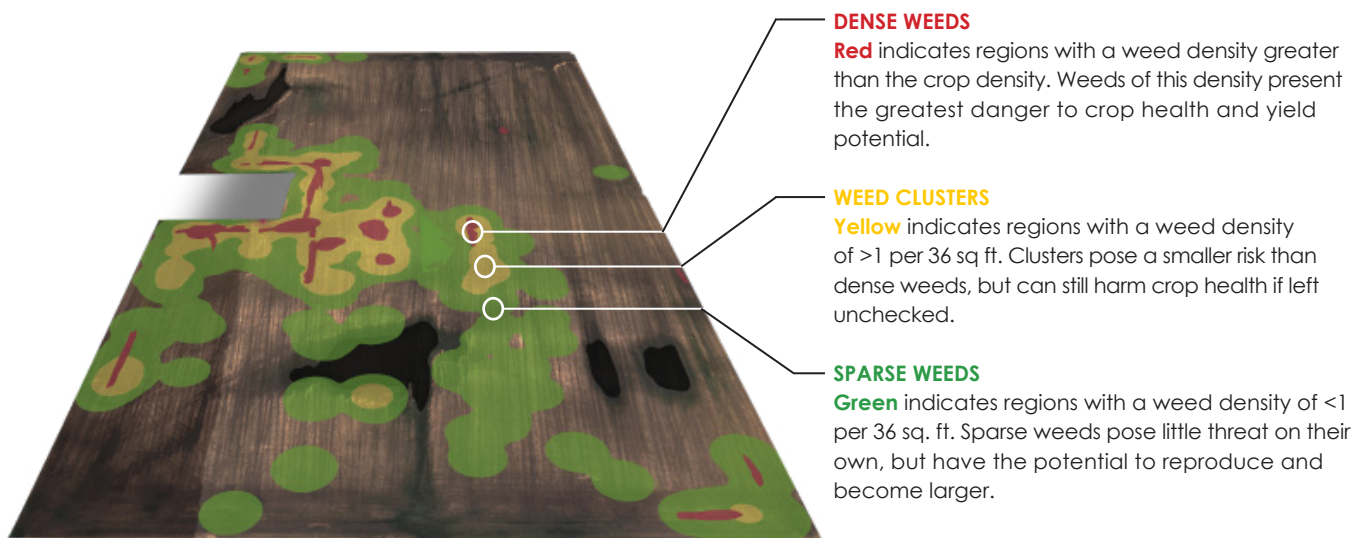 DENSE WEEDS
Red indicates regions with a weed density greater
than the crop density. Weeds of this density present
the greatest danger to crop health and yield
potential.
WEED CLUSTERS
Yellow indicates regions with a weed density
of >1 per 36 sq ft. Clusters pose a smaller risk than
dense weeds, but can still harm crop health if left
unchecked.
SPARSE WEEDS
Green indicates regions with a weed density of <1
per 36 sq. ft. Sparse weeds pose little threat on their
own, but have the potential to reproduce and
become larger.